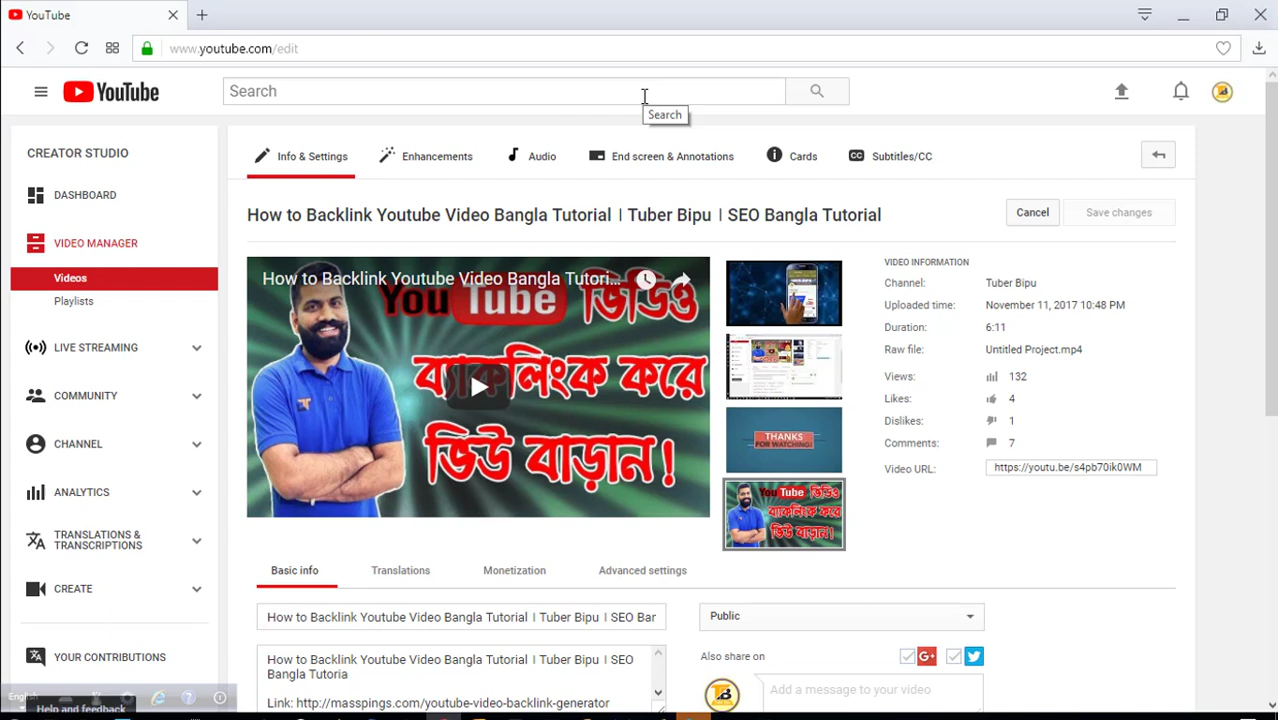 YouTube
www.youtube.com/edit
YouTube
Search
Search
CREATOR STUDIO
DASHBOARD
VIDEO MANAGER
Videos
Playlists
LIVE STREAMING
COMMUNITY
CHANNEL
ANALYTICS
TRANSLATIONS &
TRANSCRIPTIONS
CREATE
YOUR CONTRIBUTIONS
English
Help and feedback
Info & Settings
Enhancements
Audio
End screen & Annotations
Cards
CC Subtitles/CC
How to Backlink Youtube Video Bangla Tutorial । Tuber Bipu । SEO Bangla Tutorial
Cancel
Save changes
How to Backlink Youtube Video Bangla Tutori...
YouTube ভিডিও
ব্যাকলিংক করে
ভিউ বাড়ান!
THANKS
FOR WATCHING!
YouTube ভিডিও
ব্যাকলিংক করে
ভিউ বাড়ান!
VIDEO INFORMATION
Channel: Tuber Bipu
Uploaded time: November 11, 2017 10:48 PM
Duration: 6:11
Raw file: Untitled Project.mp4
Views: 132
Likes: 4
Dislikes: 1
Comments: 7
Video URL: https://youtu.be/s4pb70ik0WM
Basic info
Translations
Monetization
Advanced settings
How to Backlink Youtube Video Bangla Tutorial । Tuber Bipu । SEO Bar
Public
How to Backlink Youtube Video Bangla Tutorial । Tuber Bipu । SEO
Bangla Tutoria
Link: http://masspings.com/youtube-video-backlink-generator
Also share on
G+
Add a message to your video